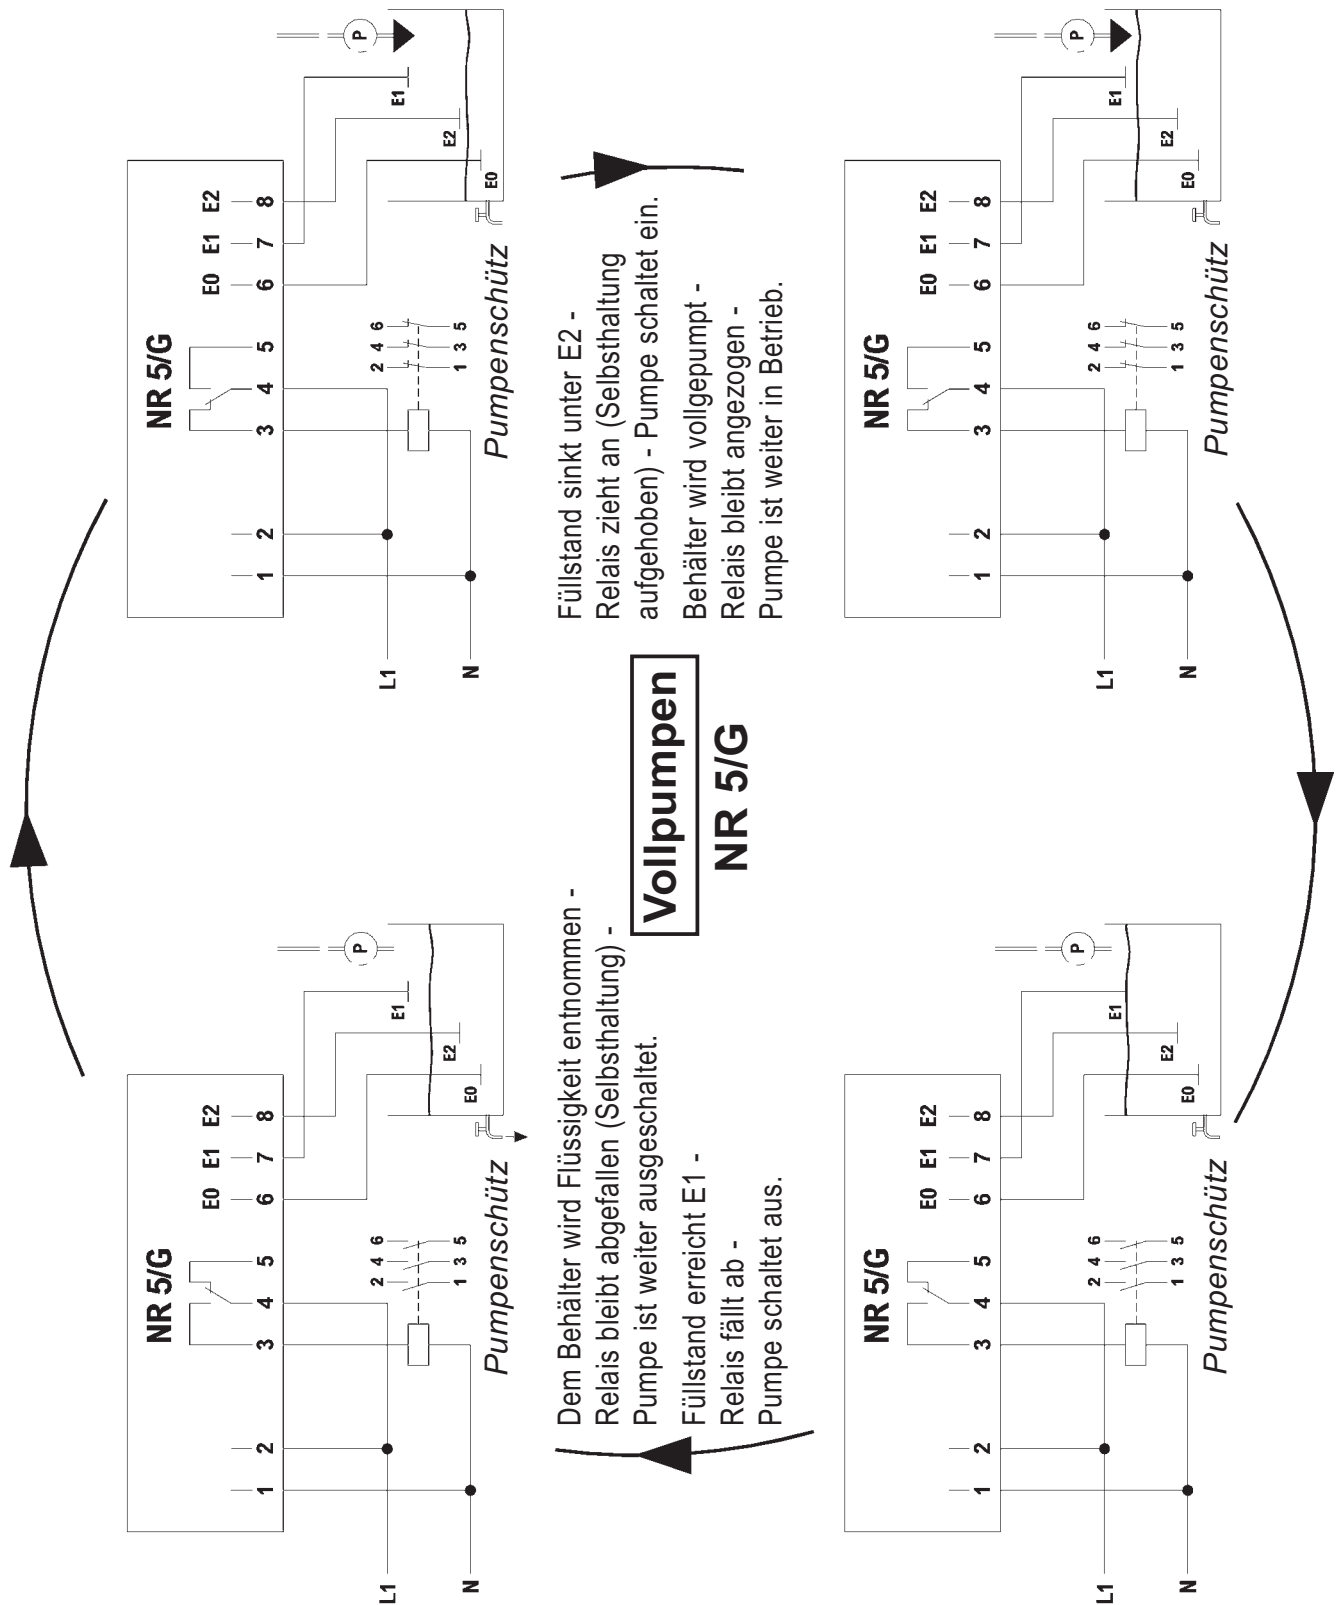 NR 5/G
E0 E1 E2
1 2 3 4 5 6 7 8
P
2 4 6
L1
E1
E2
1 3 5
N
E0
Pumpenschütz
NR 5/G
E0 E1 E2
1 2 3 4 5 6 7 8
P
2 4 6
L1
E1
E2
1 3 5
N
E0
Pumpenschütz
Dem Behälter wird Flüssigkeit entnommen -
Relais bleibt abgefallen (Selbsthaltung) -
Pumpe ist weiter ausgeschaltet.
Füllstand erreicht E1 -
Relais fällt ab -
Pumpe schaltet aus.
Vollpumpen
NR 5/G
Füllstand sinkt unter E2 -
Relais zieht an (Selbsthaltung
aufgehoben) - Pumpe schaltet ein.
Behälter wird vollgepumpt -
Relais bleibt angezogen -
Pumpe ist weiter in Betrieb.
NR 5/G
E0 E1 E2
1 2 3 4 5 6 7 8
P
2 4 6
L1
E1
E2
1 3 5
N
E0
Pumpenschütz
NR 5/G
E0 E1 E2
1 2 3 4 5 6 7 8
P
2 4 6
L1
E1
E2
1 3 5
N
E0
Pumpenschütz